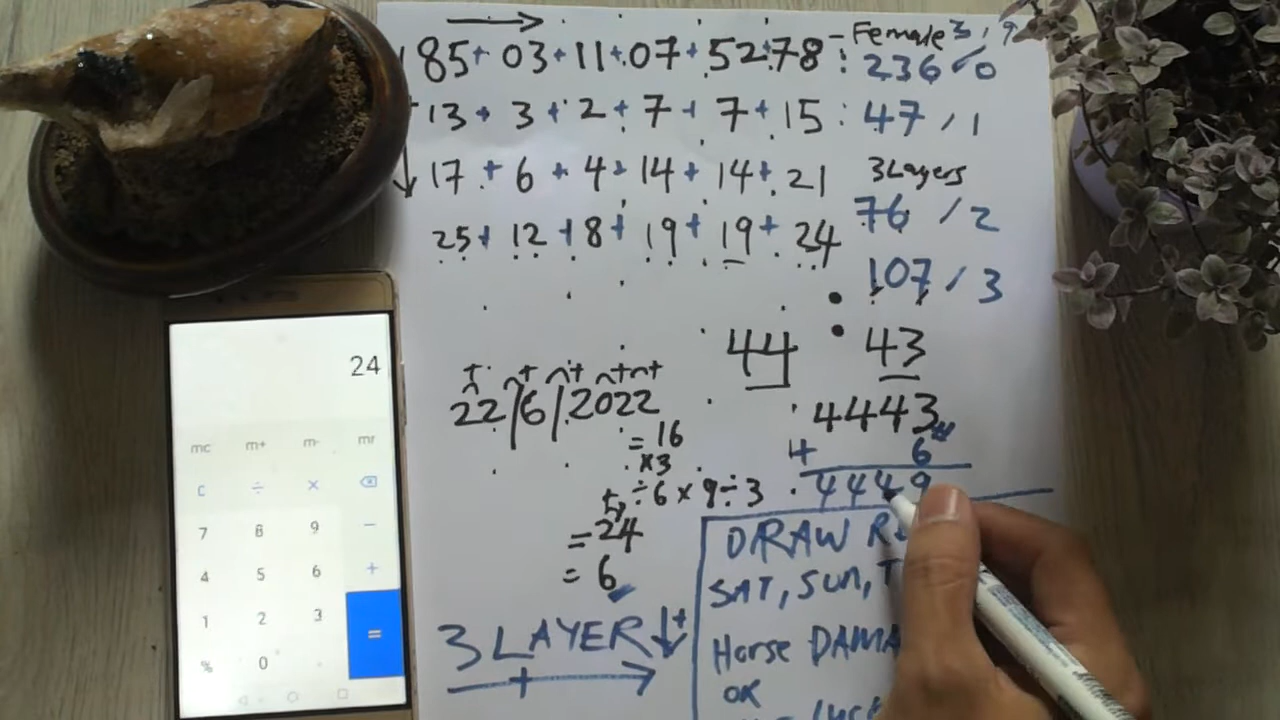 85+03+11+07+52+78 - Female 3, 9
: 236/0
13+3+2+7+7+15 : 47/1
17+6+4+14+14+21 3 Layers
76/2
25+12+8+19+19+24
107/3
44 : 43
22/6/2022
4443
=16
+ 6
×3
÷6×9÷3
4449
=24
=6
DRAW
SAT, SUN,
3 LAYER ↓+
Horse
OR
+
24
mc m+ m- mr
C ÷ ×
7 8 9 -
4 5 6 +
1 2 3
=
% 0 .